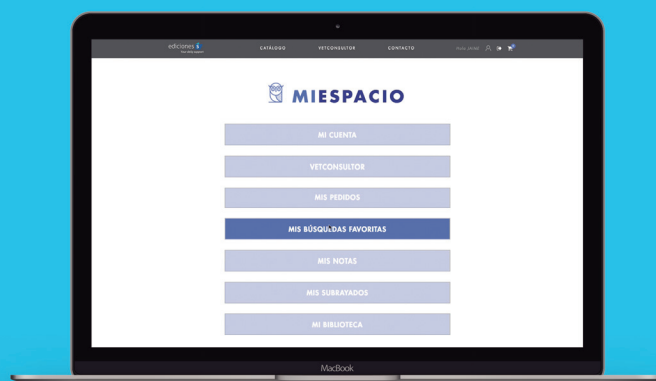 ediciones s
CATÁLOGO VETCONSULTOR CONTACTO
MIESPACIO
MI CUENTA
VETCONSULTOR
MIS PEDIDOS
MIS BÚSQUEDAS FAVORITAS
MIS NOTAS
MIS SUBRAYADOS
MI BIBLIOTECA
MacBook